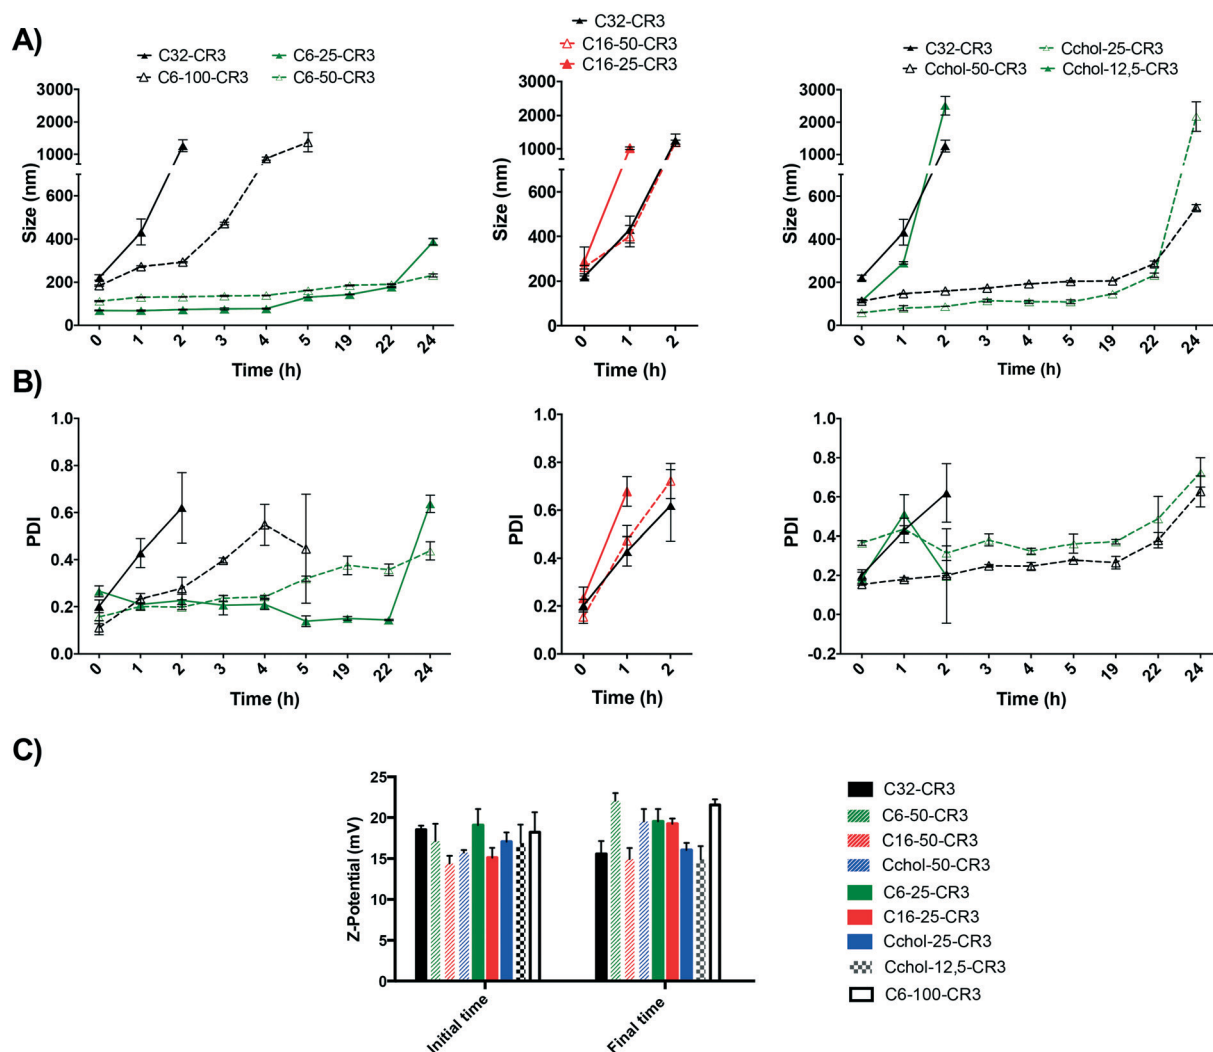 A)
C32-CR3 C6-25-CR3
C6-100-CR3 C6-50-CR3
C32-CR3
C16-50-CR3
C16-25-CR3
C32-CR3 Cchol-25-CR3
Cchol-50-CR3 Cchol-12,5-CR3
Size (nm)
3000
2000
1000
600
400
200
0
0 1 2 3 4 5 19 22 24
Time (h)
Size (nm)
3000
2000
1000
600
400
200
0
0 1 2
Time (h)
Size (nm)
3000
2000
1000
600
400
200
0
0 1 2 3 4 5 19 22 24
Time (h)
B)
PDI
1.0
0.8
0.6
0.4
0.2
0.0
0 1 2 3 4 5 19 22 24
Time (h)
PDI
1.0
0.8
0.6
0.4
0.2
0.0
0 1 2
Time (h)
PDI
1.0
0.8
0.6
0.4
0.2
0.0
-0.2
0 1 2 3 4 5 19 22 24
Time (h)
C)
Z-Potential (mV)
25
20
15
10
5
0
Initial time Final time
C32-CR3
C6-50-CR3
C16-50-CR3
Cchol-50-CR3
C6-25-CR3
C16-25-CR3
Cchol-25-CR3
Cchol-12,5-CR3
C6-100-CR3